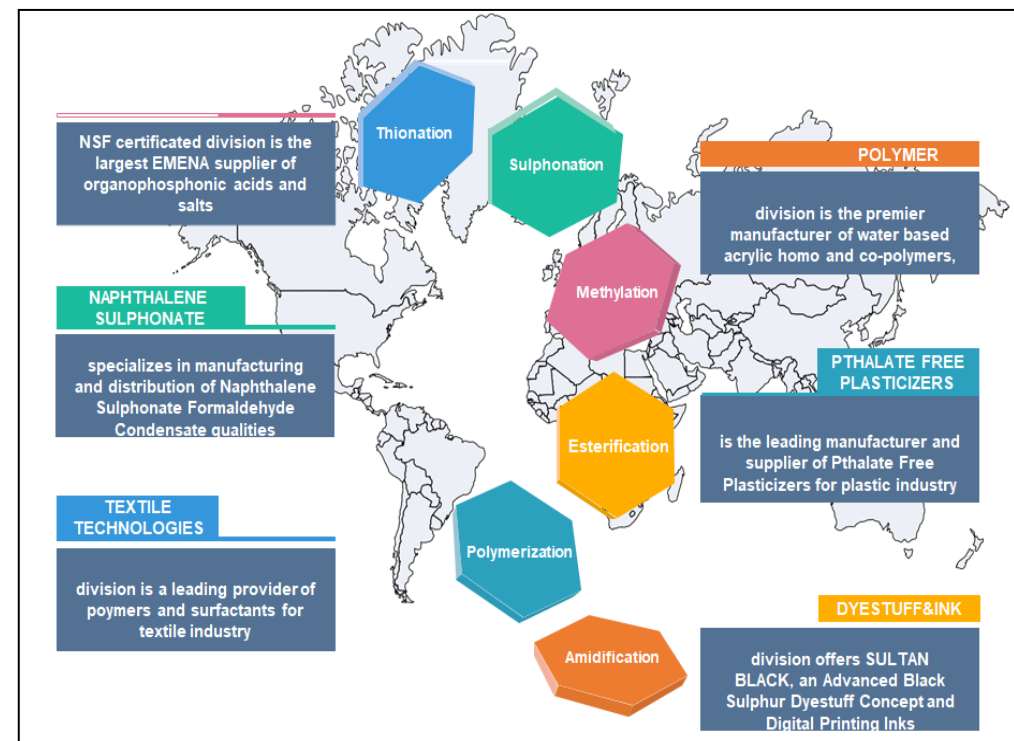 NSF certificated division is the
largest EMENA supplier of
organophosphonic acids and
salts
NAPHTHALENE
SULPHONATE
specializes in manufacturing
and distribution of Naphthalene
Sulphonate Formaldehyde
Condensate qualities
TEXTILE
TECHNOLOGIES
division is a leading provider of
poymers and surfactants for
textile industry
Thionation
Sulphonation
Methylation
Esterification
Polymerization
Amidification
POLYMER
division is the premier
manufacturer of water based
acrylic homo and co-polymers,
PTHALATE FREE
PLASTICIZERS
is the leading manufacturer and
supplier of Pthalate Free
Plasticizers for plastic industry
DYESTUFF&INK
division offers SULTAN
BLACK, an Advanced Black
Sulphur Dyestuff Concept and
Digital Printing Inks